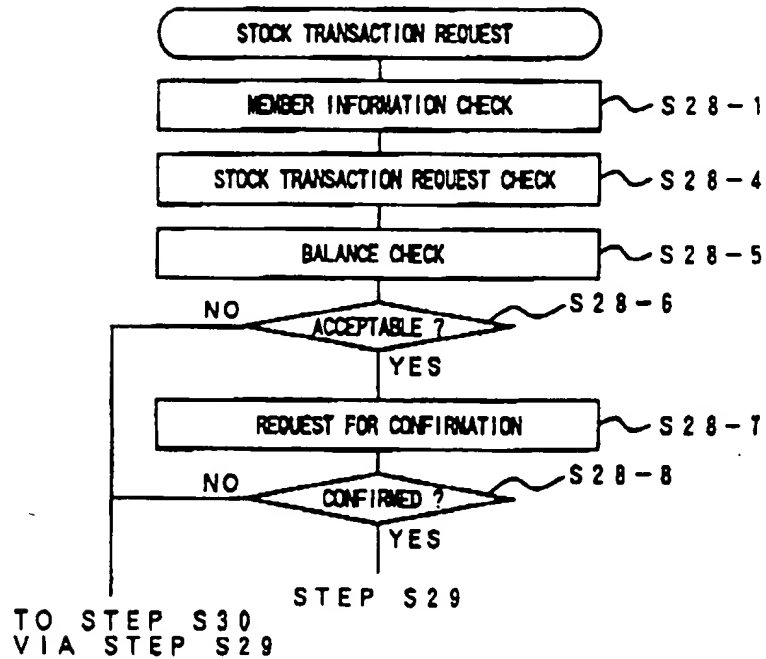 STOCK TRANSACTION REQUEST
MEMBER INFORMATION CHECK
S28-1
STOCK TRANSACTION REQUEST CHECK
S28-4
BALANCE CHECK
S28-5
S28-6
NO
ACCEPTABLE ?
YES
REQUEST FOR CONFIRMATION
S28-7
S28-8
NO
CONFIRMED ?
YES
STEP S29
TO STEP S30
VIA STEP S29